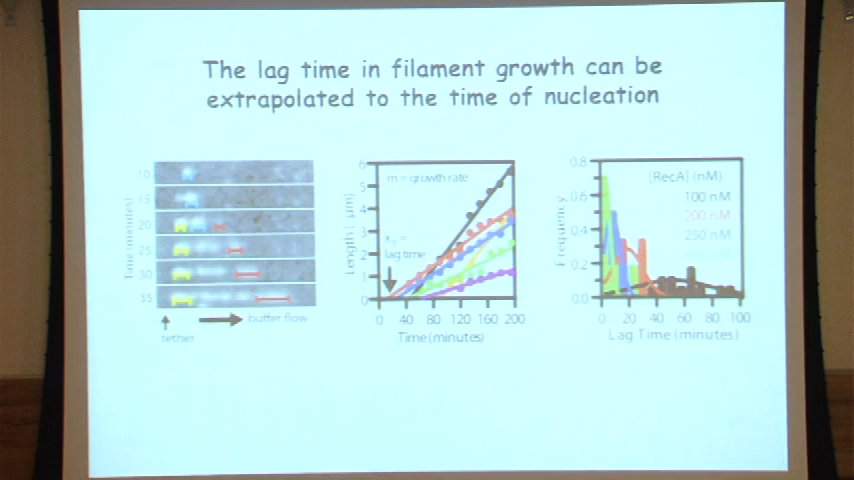 The lag time in filament growth can be
extrapolated to the time of nucleation
Time (minutes)
10
15
20
25
30
35
tether
buffer flow
Length ( μm)
6
5
4
3
2
1
0
m = growth rate
x₀ =
lag time
0 40 80 120 160 200
Time (minutes)
Frequency
0.8
0.6
0.4
0.2
0.0
[RecA] (nM)
100 nM
200 nM
250 nM
0 20 40 60 80 100
Lag Time (minutes)